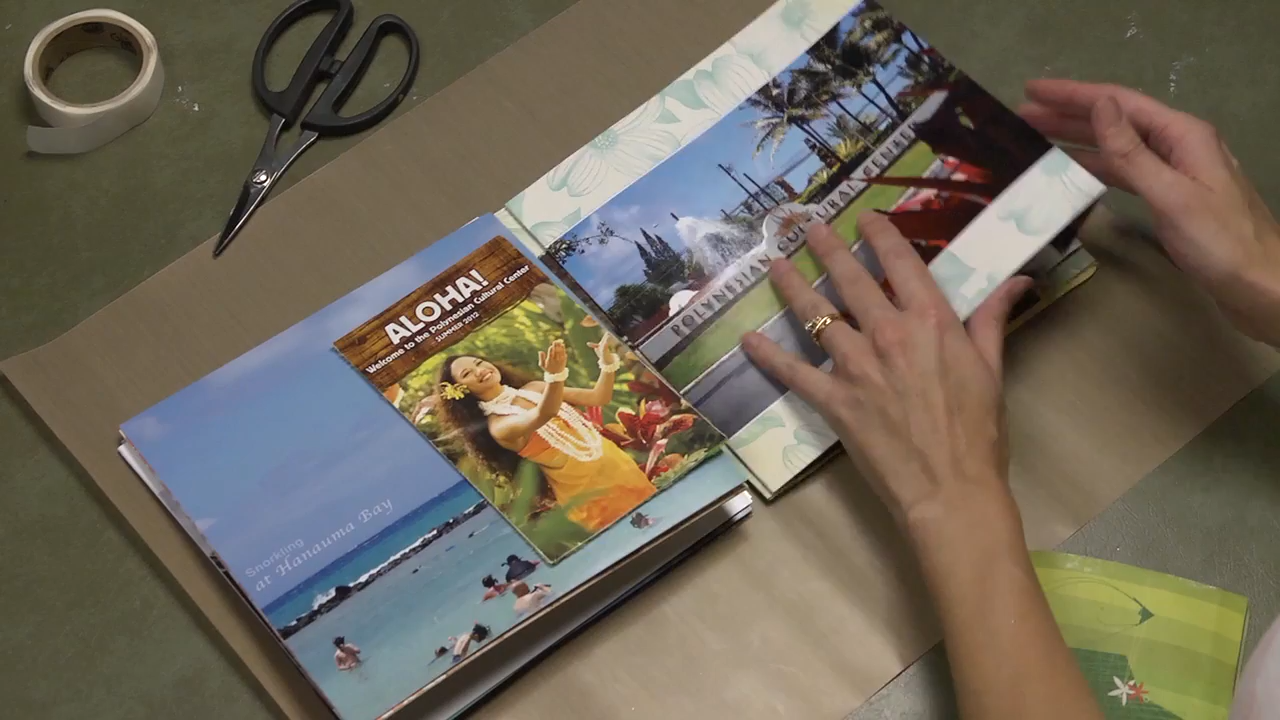 ALOHA!
Welcome to the Polynesian Cultural Center
SUMMER 2012
Snorkling
at Hanauma Bay
POLYNESIAN CULTURAL CENTER